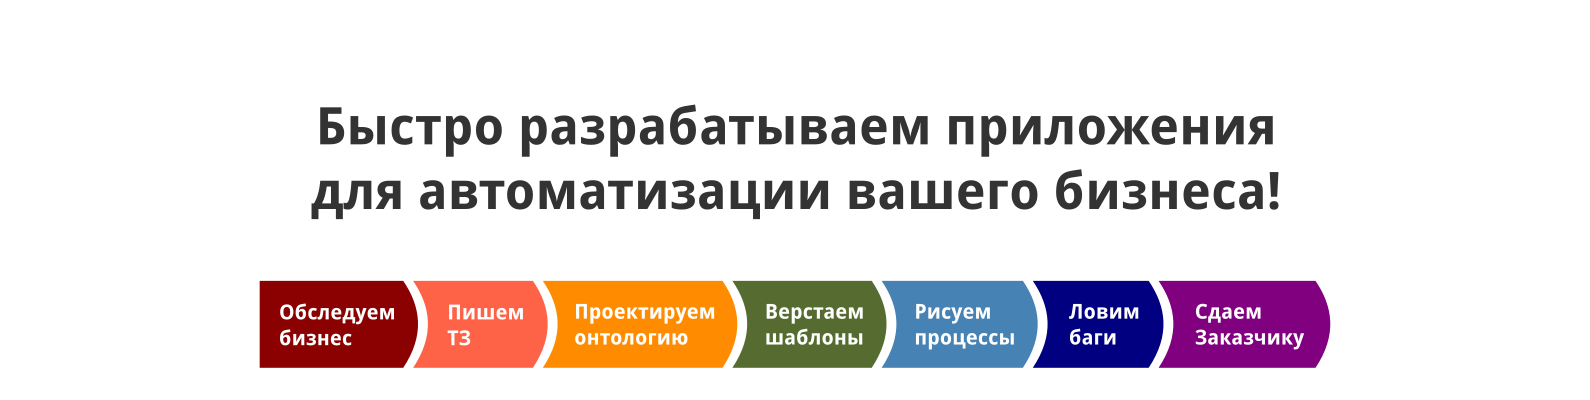 Быстро разрабатываем приложения
для автоматизации вашего бизнеса!
Обследуем
бизнес
Пишем
ТЗ
Проектируем
онтологию
Верстаем
шаблоны
Рисуем
процессы
Ловим
баги
Сдаем
Заказчику